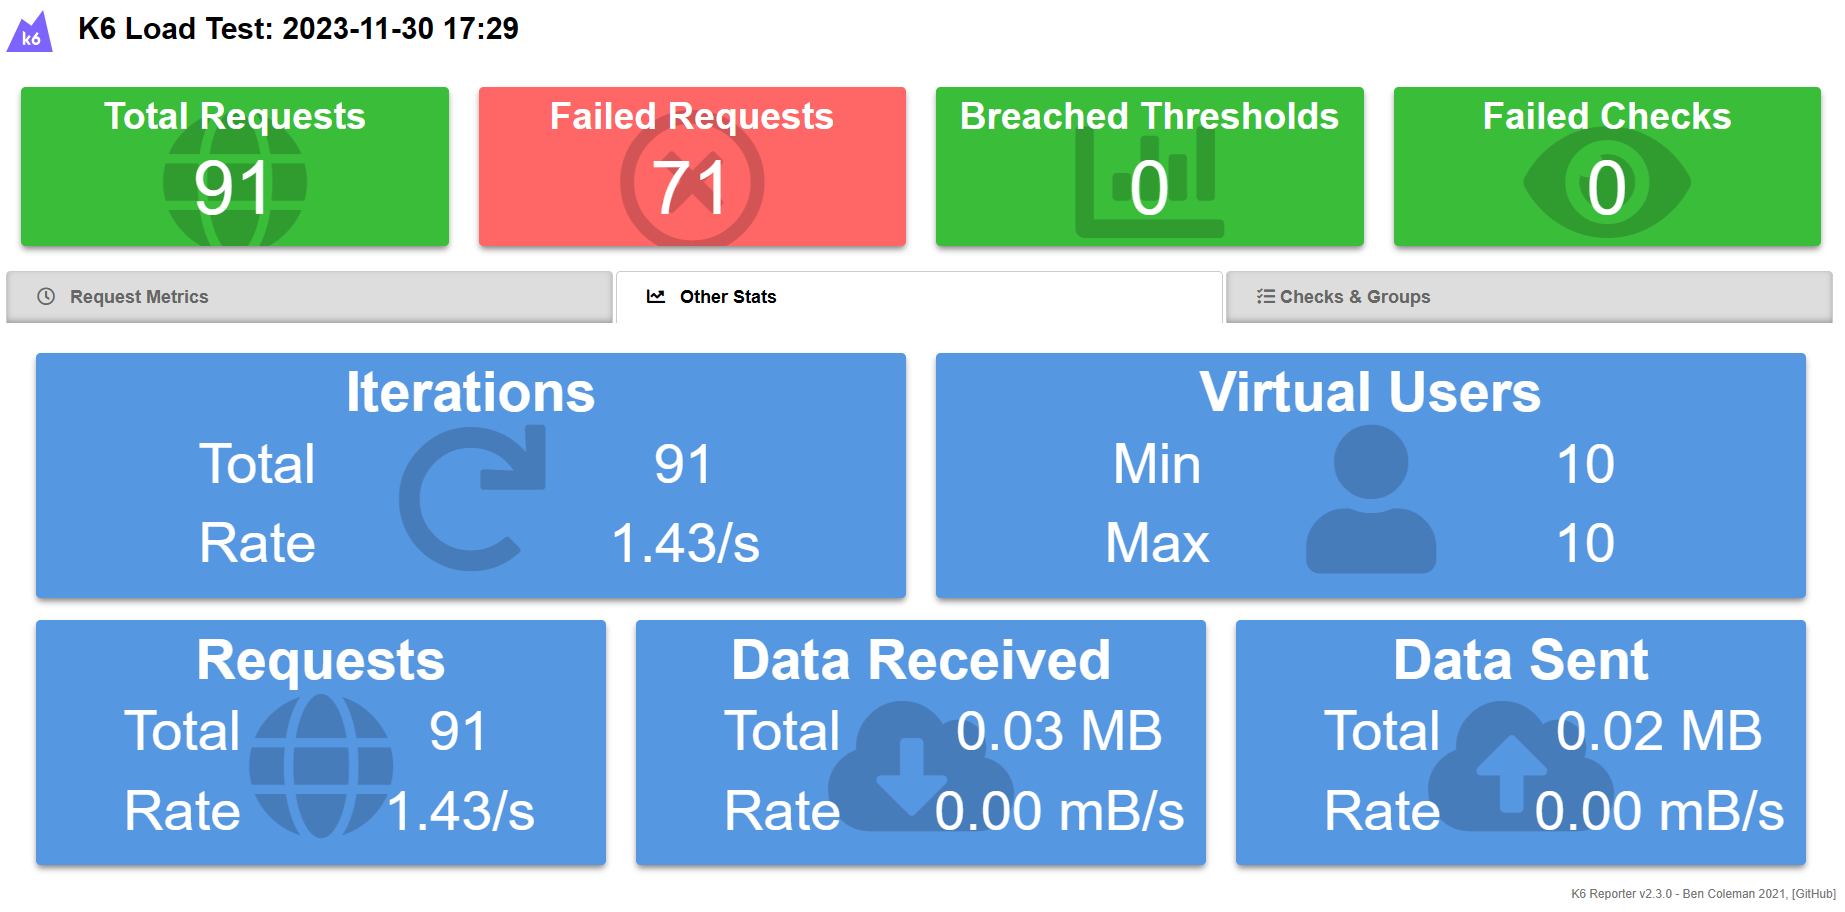 k6
K6 Load Test: 2023-11-30 17:29
Total Requests
91
Failed Requests
71
Breached Thresholds
0
Failed Checks
0
Request Metrics
Other Stats
Checks & Groups
Iterations
Total 91
Rate 1.43/s
Virtual Users
Min 10
Max 10
Requests
Total 91
Rate 1.43/s
Data Received
Total 0.03 MB
Rate 0.00 mB/s
Data Sent
Total 0.02 MB
Rate 0.00 mB/s
K6 Reporter v2.3.0 - Ben Coleman 2021, [GitHub]